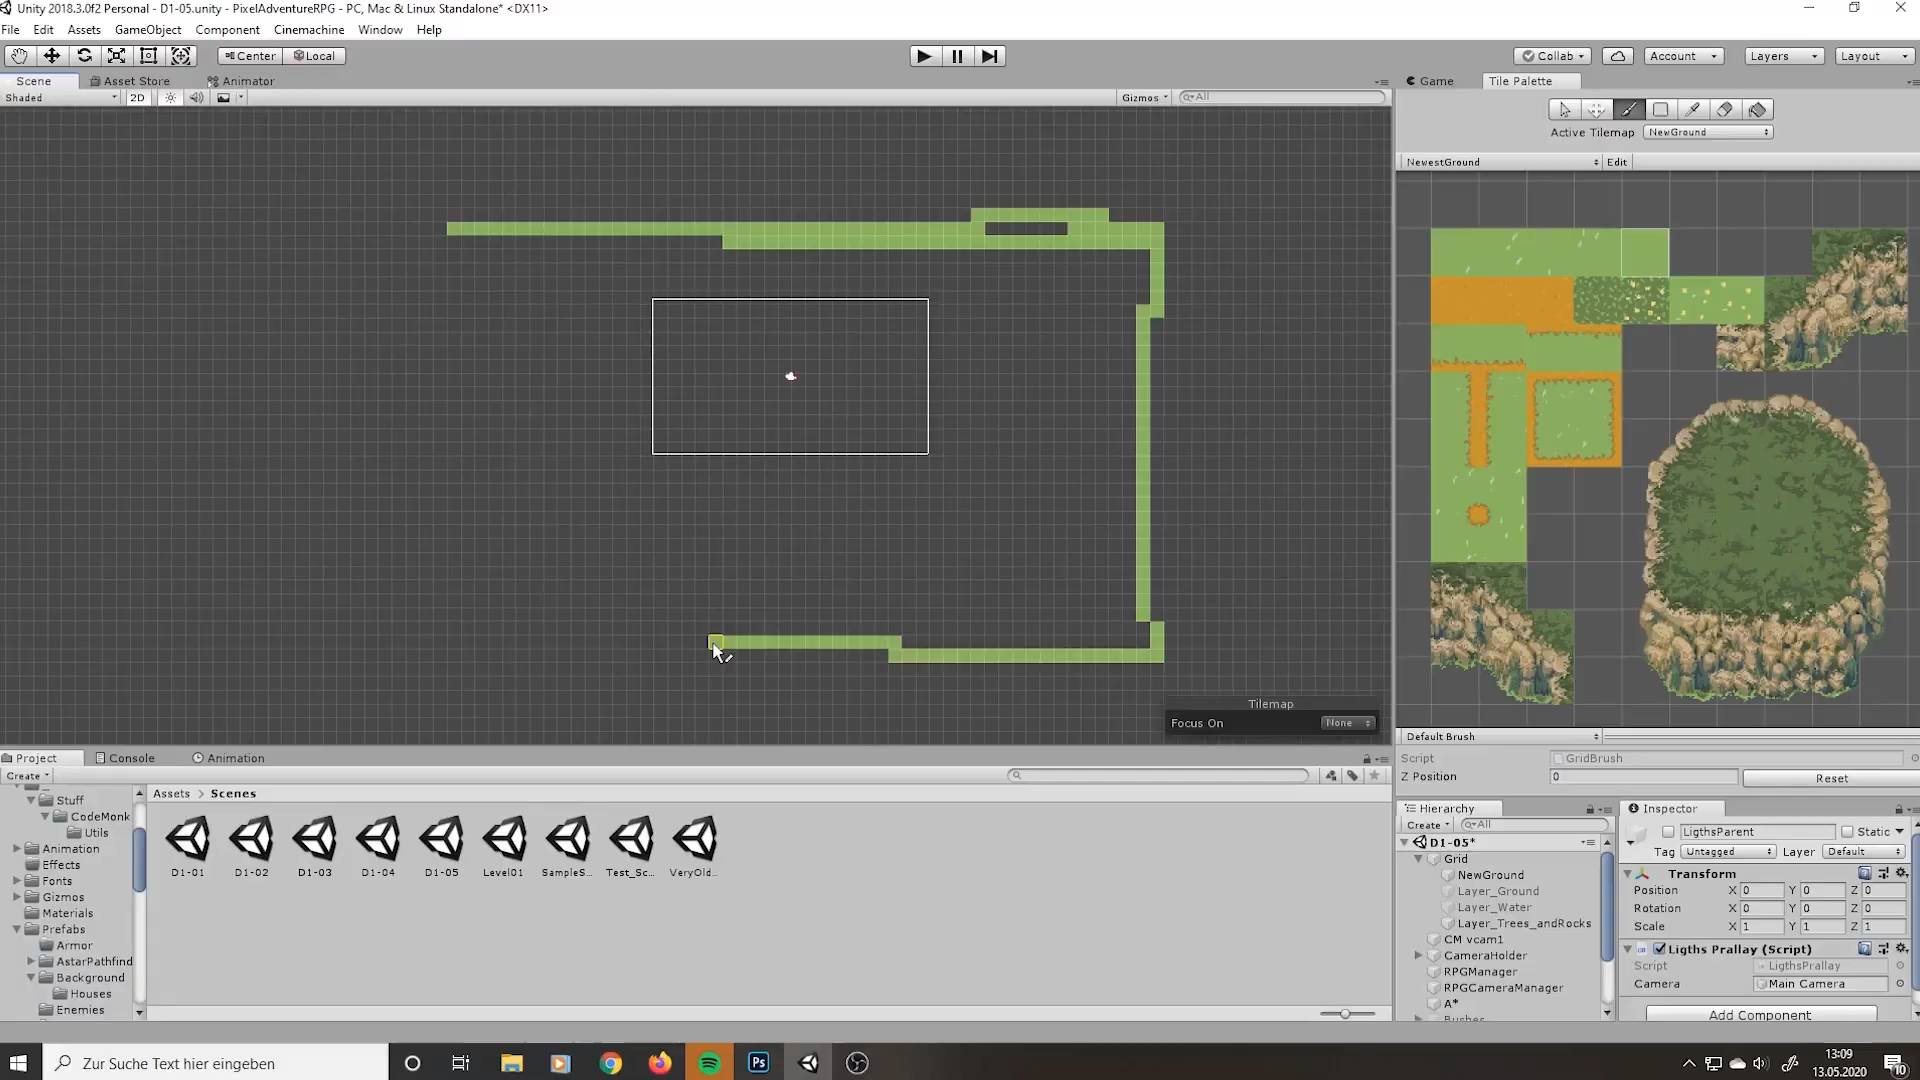 Unity 2018.3.0f2 Personal - D1-05.unity - PixelAdventureRPG - PC, Mac & Linux Standalone* <DX11>
File Edit Assets GameObject Component Cinemachine Window Help
Center Local Collab Account Layers Layout
Scene Asset Store Animator Game Tile Palette
Shaded 2D Gizmos All
Active Tilemap NewGround
NewestGround Edit
Tilemap
Focus On None
Default Brush
Script GridBrush
Z Position 0 Reset
Project Console Animation
Create
Assets Scenes
Stuff
CodeMonk
Utils
Animation
Effects
Fonts
Gizmos
Materials
Prefabs
Armor
AstarPathfind
Background
Houses
Enemies
D1-01 D1-02 D1-03 D1-04 D1-05 Level01 SampleS... Test_Sc... VeryOld...
Hierarchy
Create All
D1-05*
Grid
NewGround
Layer_Ground
Layer_Water
Layer_Trees_andRocks
CM vcam1
CameraHolder
RPGManager
RPGCameraManager
A*
Bushes
Inspector
LigthsParent Static
Tag Untagged Layer Default
Transform
Position X 0 Y 0 Z 0
Rotation X 0 Y 0 Z 0
Scale X 1 Y 1 Z 1
Ligths Prallay (Script)
Script LigthsPrallay
Camera Main Camera
Add Component
Zur Suche Text hier eingeben
Ps
13:09
13.05.2020
10